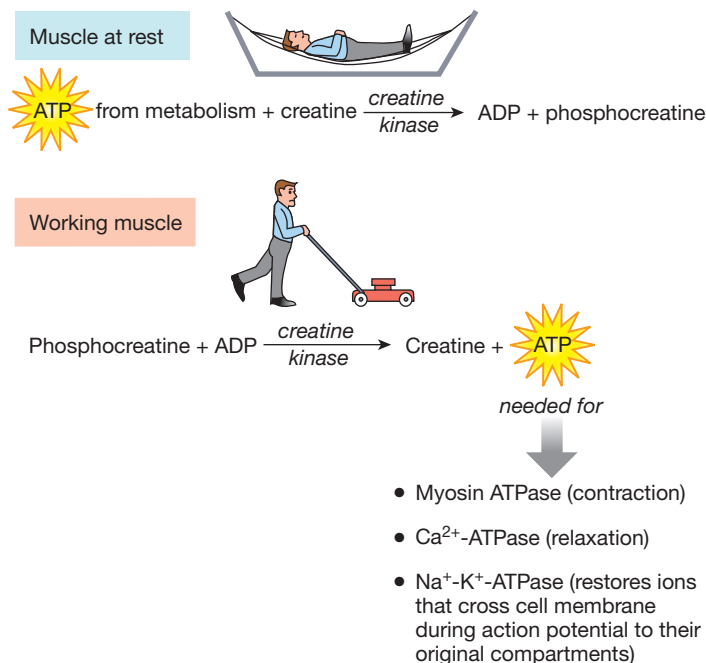 Muscle at rest
ATP from metabolism + creatine creatine kinase ADP + phosphocreatine
Working muscle
Phosphocreatine + ADP creatine kinase Creatine + ATP
needed for
• Myosin ATPase (contraction)
• Ca²⁺-ATPase (relaxation)
• Na⁺-K⁺-ATPase (restores ions
that cross cell membrane
during action potential to their
original compartments)